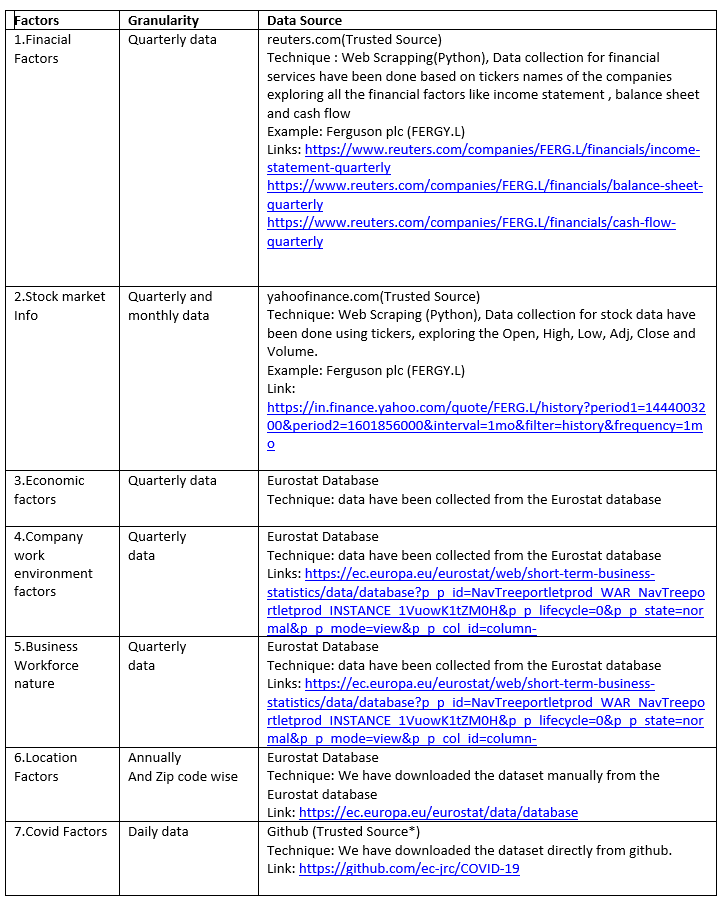 Factors Granularity Data Source
1.Finacial Factors
Quarterly data
reuters.com(Trusted Source)
Technique : Web Scrapping(Python), Data collection for financial
services have been done based on tickers names of the companies
exploring all the financial factors like income statement , balance sheet
and cash flow
Example: Ferguson plc (FERGY.L)
Links: https://www.reuters.com/companies/FERG.L/financials/income-
statement-quarterly
https://www.reuters.com/companies/FERG.L/financials/balance-sheet-
quarterly
https://www.reuters.com/companies/FERG.L/financials/cash-flow-
quarterly
2.Stock market
Info
Quarterly and
monthly data
yahoofinance.com(Trusted Source)
Technique: Web Scraping (Python), Data collection for stock data have
been done using tickers, exploring the Open, High, Low, Adj, Close and
Volume.
Example: Ferguson plc (FERGY.L)
Link:
https://in.finance.yahoo.com/quote/FERG.L/history?period1=14440032
00&period2=1601856000&interval=1mo&filter=history&frequency=1m
o
3.Economic
factors
Quarterly data
Eurostat Database
Technique: data have been collected from the Eurostat database
4.Company
work
environment
factors
Quarterly
data
Eurostat Database
Technique: data have been collected from the Eurostat database
Links: https://ec.europa.eu/eurostat/web/short-term-business-
statistics/data/database?p_p_id=NavTreeportletprod_WAR_NavTreepo
rtletprod_INSTANCE_1VuowK1tZM0H&p_p_lifecycle=0&p_p_state=nor
mal&p_p_mode=view&p_p_col_id=column-
5.Business
Workforce
nature
Quarterly
data
Eurostat Database
Technique: data have been collected from the Eurostat database
Links: https://ec.europa.eu/eurostat/web/short-term-business-
statistics/data/database?p_p_id=NavTreeportletprod_WAR_NavTreepo
rtletprod_INSTANCE_1VuowK1tZM0H&p_p_lifecycle=0&p_p_state=nor
mal&p_p_mode=view&p_p_col_id=column-
6.Location
Factors
Annually
And Zip code wise
Eurostat Database
Technique: We have downloaded the dataset manually from the
Eurostat database
Link: https://ec.europa.eu/eurostat/data/database
7.Covid Factors
Daily data
Github (Trusted Source*)
Technique: We have downloaded the dataset directly from github.
Link: https://github.com/ec-jrc/COVID-19